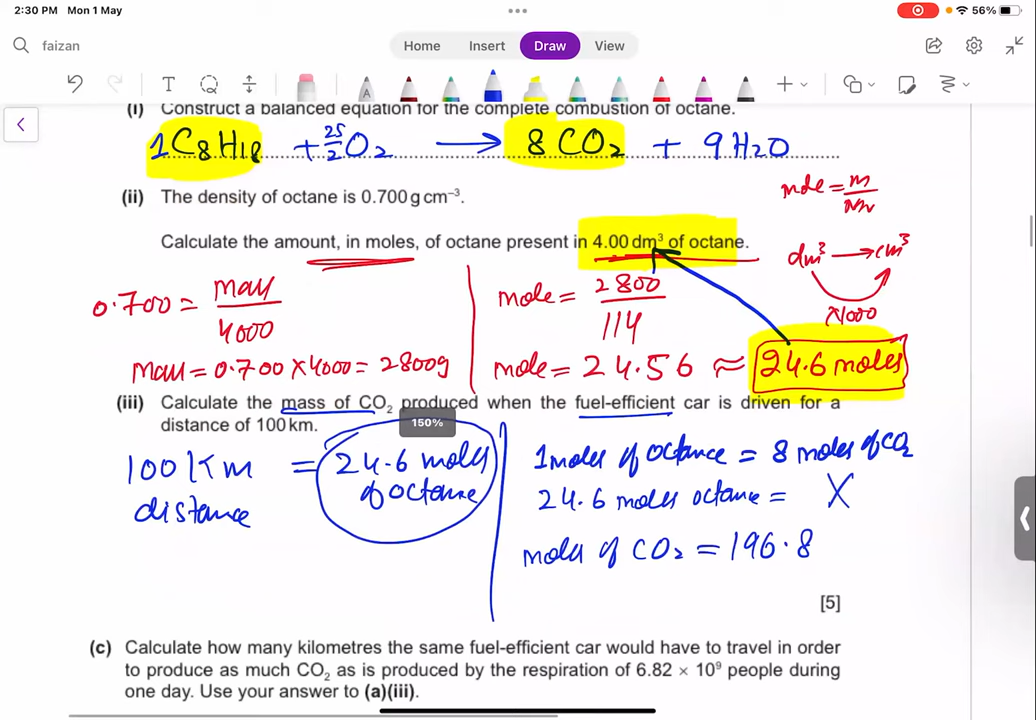 2:30 PM Mon 1 May
56%
faizan
Home Insert Draw View
(i) Construct a balanced equation for the complete combustion of octane.
1C8H18 + 25/2 O2 → 8 CO2 + 9H2O
(ii) The density of octane is 0.700 g cm⁻³.
mole = m/Mr
Calculate the amount, in moles, of octane present in 4.00 dm³ of octane.
dm³ → cm³
×1000
0.700 = mass/4000
mole = 2800/114
mass = 0.700 × 4000 = 2800g
mole = 24.56 ≈ 24.6 moles
(iii) Calculate the mass of CO₂ produced when the fuel-efficient car is driven for a
distance of 100 km.
150%
100 Km = 24.6 moles
distance of octane
1 moles of octance = 8 moles of CO2
24.6 moles octane = X
moles of CO2 = 196.8
[5]
(c) Calculate how many kilometres the same fuel-efficient car would have to travel in order
to produce as much CO₂ as is produced by the respiration of 6.82 × 10⁹ people during
one day. Use your answer to (a)(iii).